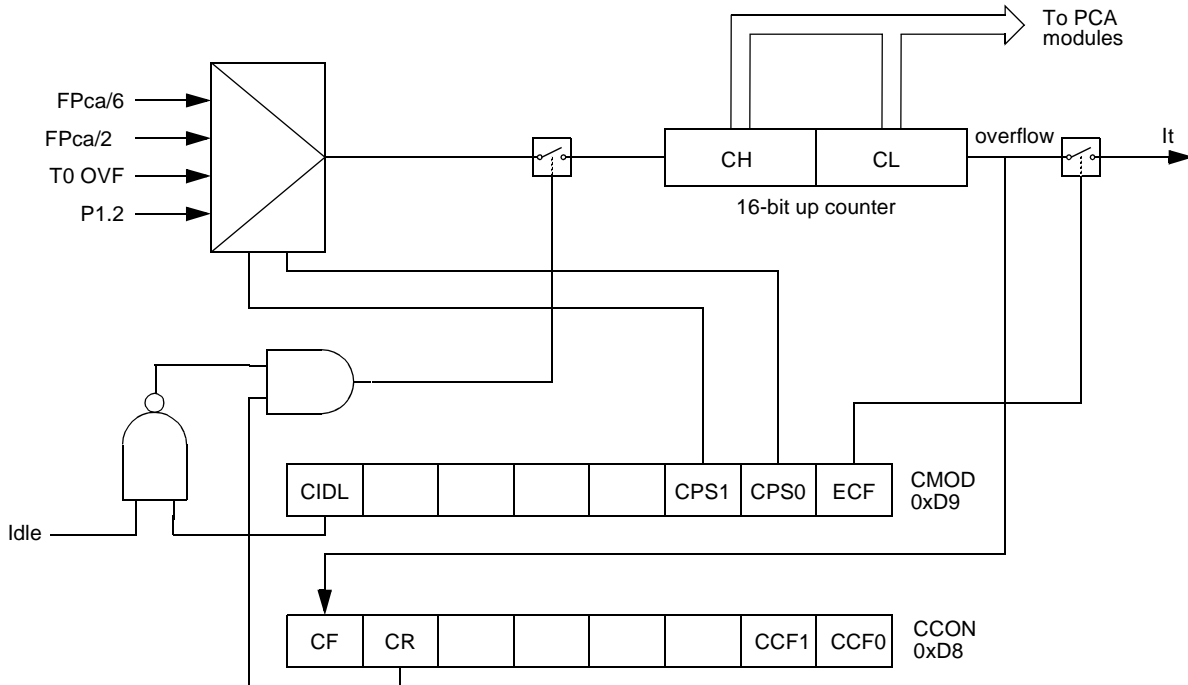 To PCA
modules
FPca/6
FPca/2
T0 OVF
P1.2
CH
CL
overflow
It
16-bit up counter
CIDL
CPS1
CPS0
ECF
CMOD
0xD9
Idle
CF
CR
CCF1
CCF0
CCON
0xD8